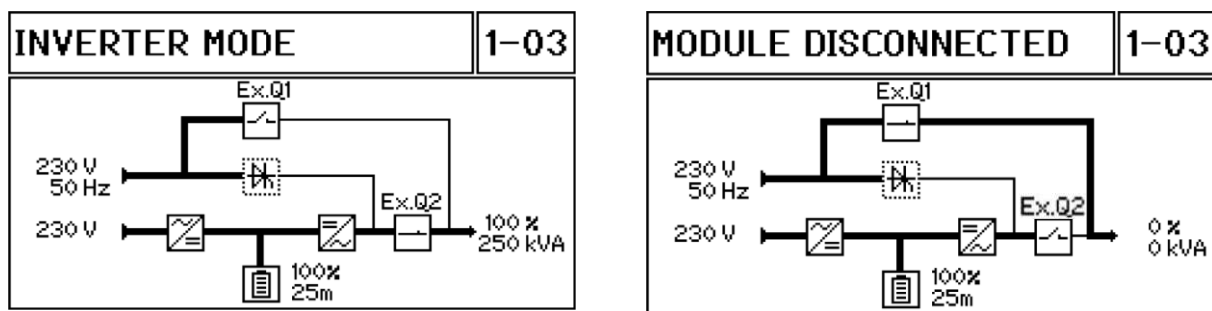 INVERTER MODE
1-03
Ex.Q1
230 V
50 Hz
Ex.Q2
230 V
100 %
250 kVA
100%
25m
MODULE DISCONNECTED
1-03
Ex.Q1
230 V
50 Hz
Ex.Q2
230 V
0 %
0 kVA
100%
25m